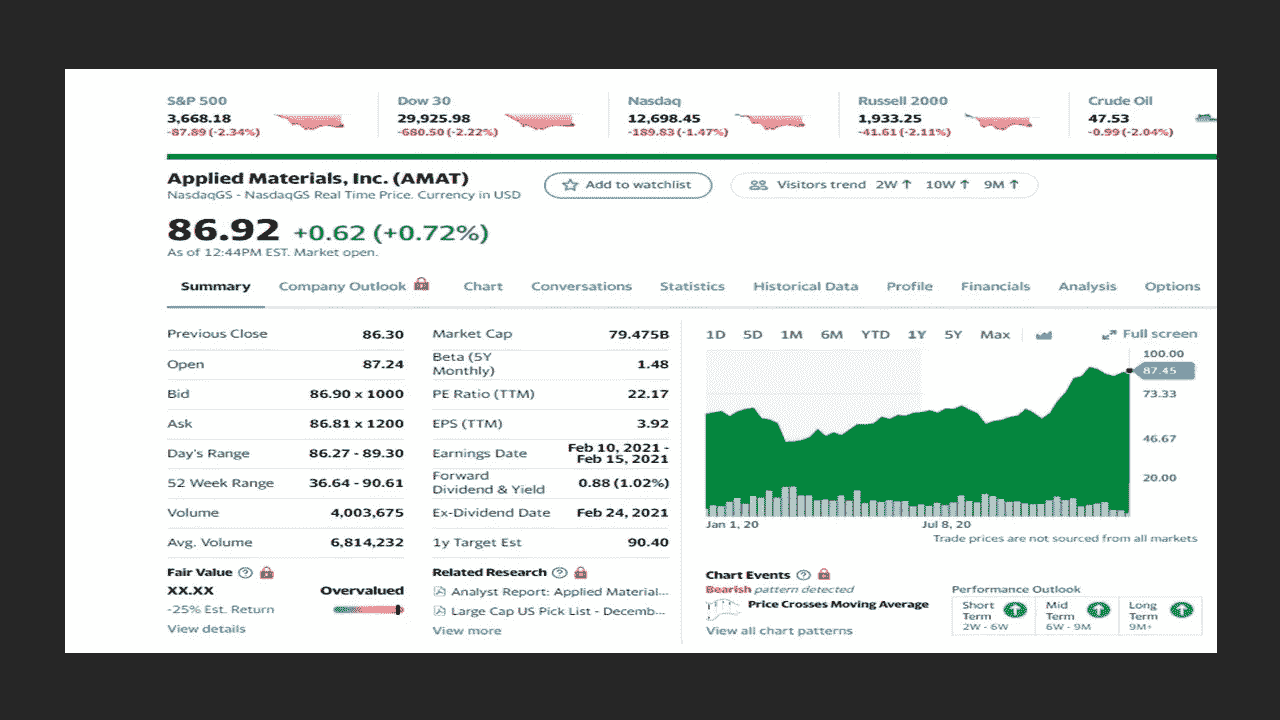 S&P 500
3,668.18
-87.89 (-2.34%)
Dow 30
29,925.98
-680.50 (-2.22%)
Nasdaq
12,698.45
-189.83 (-1.47%)
Russell 2000
1,933.25
-41.61 (-2.11%)
Crude Oil
47.53
-0.99 (-2.04%)
Applied Materials, Inc. (AMAT)
NasdaqGS - NasdaqGS Real Time Price. Currency in USD
Add to watchlist
Visitors trend 2W ↑ 10W ↑ 9M ↑
86.92 +0.62 (+0.72%)
As of 12:44PM EST. Market open.
Summary Company Outlook Chart Conversations Statistics Historical Data Profile Financials Analysis Options
Previous Close 86.30
Open 87.24
Bid 86.90 x 1000
Ask 86.81 x 1200
Day's Range 86.27 - 89.30
52 Week Range 36.64 - 90.61
Volume 4,003,675
Avg. Volume 6,814,232
Market Cap 79.475B
Beta (5Y
Monthly) 1.48
PE Ratio (TTM) 22.17
EPS (TTM) 3.92
Earnings Date Feb 10, 2021 -
Feb 15, 2021
Forward
Dividend & Yield 0.88 (1.02%)
Ex-Dividend Date Feb 24, 2021
1y Target Est 90.40
1D 5D 1M 6M YTD 1Y 5Y Max Full screen
100.00
87.45
73.33
46.67
20.00
Jan 1, 20 Jul 8, 20
Trade prices are not sourced from all markets
Fair Value
XX.XX Overvalued
-25% Est. Return
View details
Related Research
Analyst Report: Applied Material...
Large Cap US Pick List - Decemb...
View more
Chart Events
Bearish pattern detected
Price Crosses Moving Average
View all chart patterns
Performance Outlook
Short
Term
2W - 6W
Mid
Term
6W - 9M
Long
Term
9M+